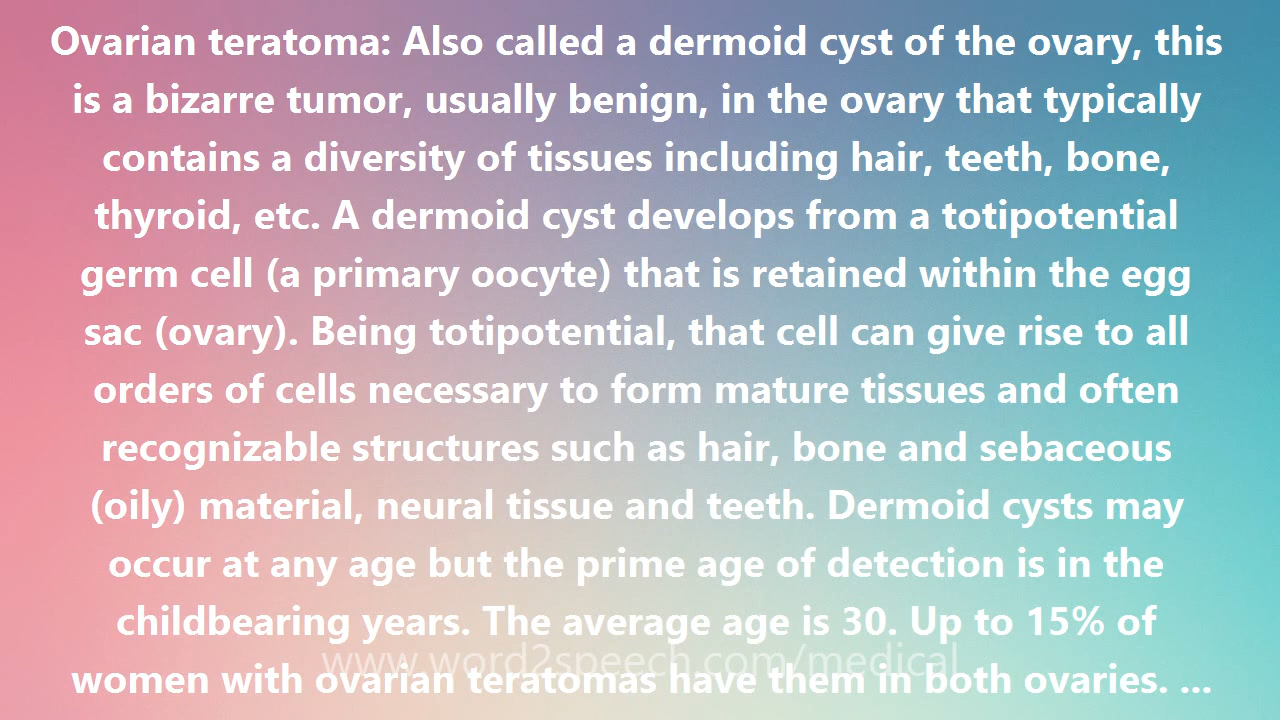 Ovarian teratoma: Also called a dermoid cyst of the ovary, this
is a bizarre tumor, usually benign, in the ovary that typically
contains a diversity of tissues including hair, teeth, bone,
thyroid, etc. A dermoid cyst develops from a totipotential
germ cell (a primary oocyte) that is retained within the egg
sac (ovary). Being totipotential, that cell can give rise to all
orders of cells necessary to form mature tissues and often
recognizable structures such as hair, bone and sebaceous
(oily) material, neural tissue and teeth. Dermoid cysts may
occur at any age but the prime age of detection is in the
childbearing years. The average age is 30. Up to 15% of
www.word2speech.com/medical
women with ovarian teratomas have them in both ovaries. ...